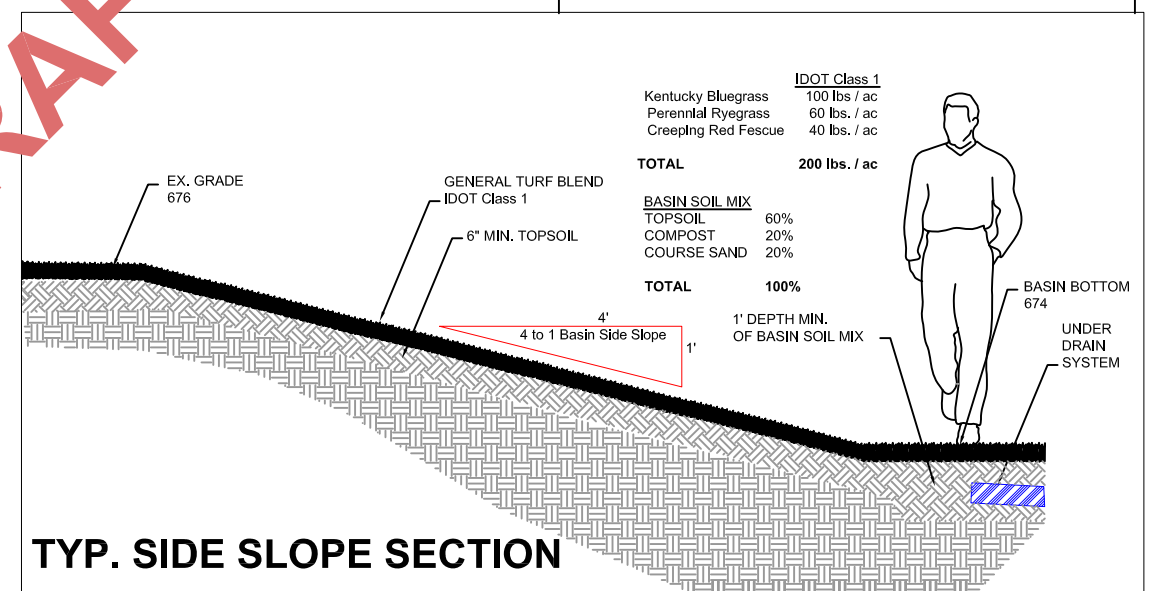 IDOT Class 1
Kentucky Bluegrass 100 lbs / ac
Perennial Ryegrass 60 lbs. / ac
Creeping Red Fescue 40 lbs. / ac
TOTAL 200 lbs. / ac
EX. GRADE
676
GENERAL TURF BLEND
IDOT Class 1
6" MIN. TOPSOIL
BASIN SOIL MIX
TOPSOIL 60%
COMPOST 20%
COURSE SAND 20%
TOTAL 100%
4'
4 to 1 Basin Side Slope
1'
1' DEPTH MIN.
OF BASIN SOIL MIX
BASIN BOTTOM
674
UNDER
DRAIN
SYSTEM
TYP. SIDE SLOPE SECTION